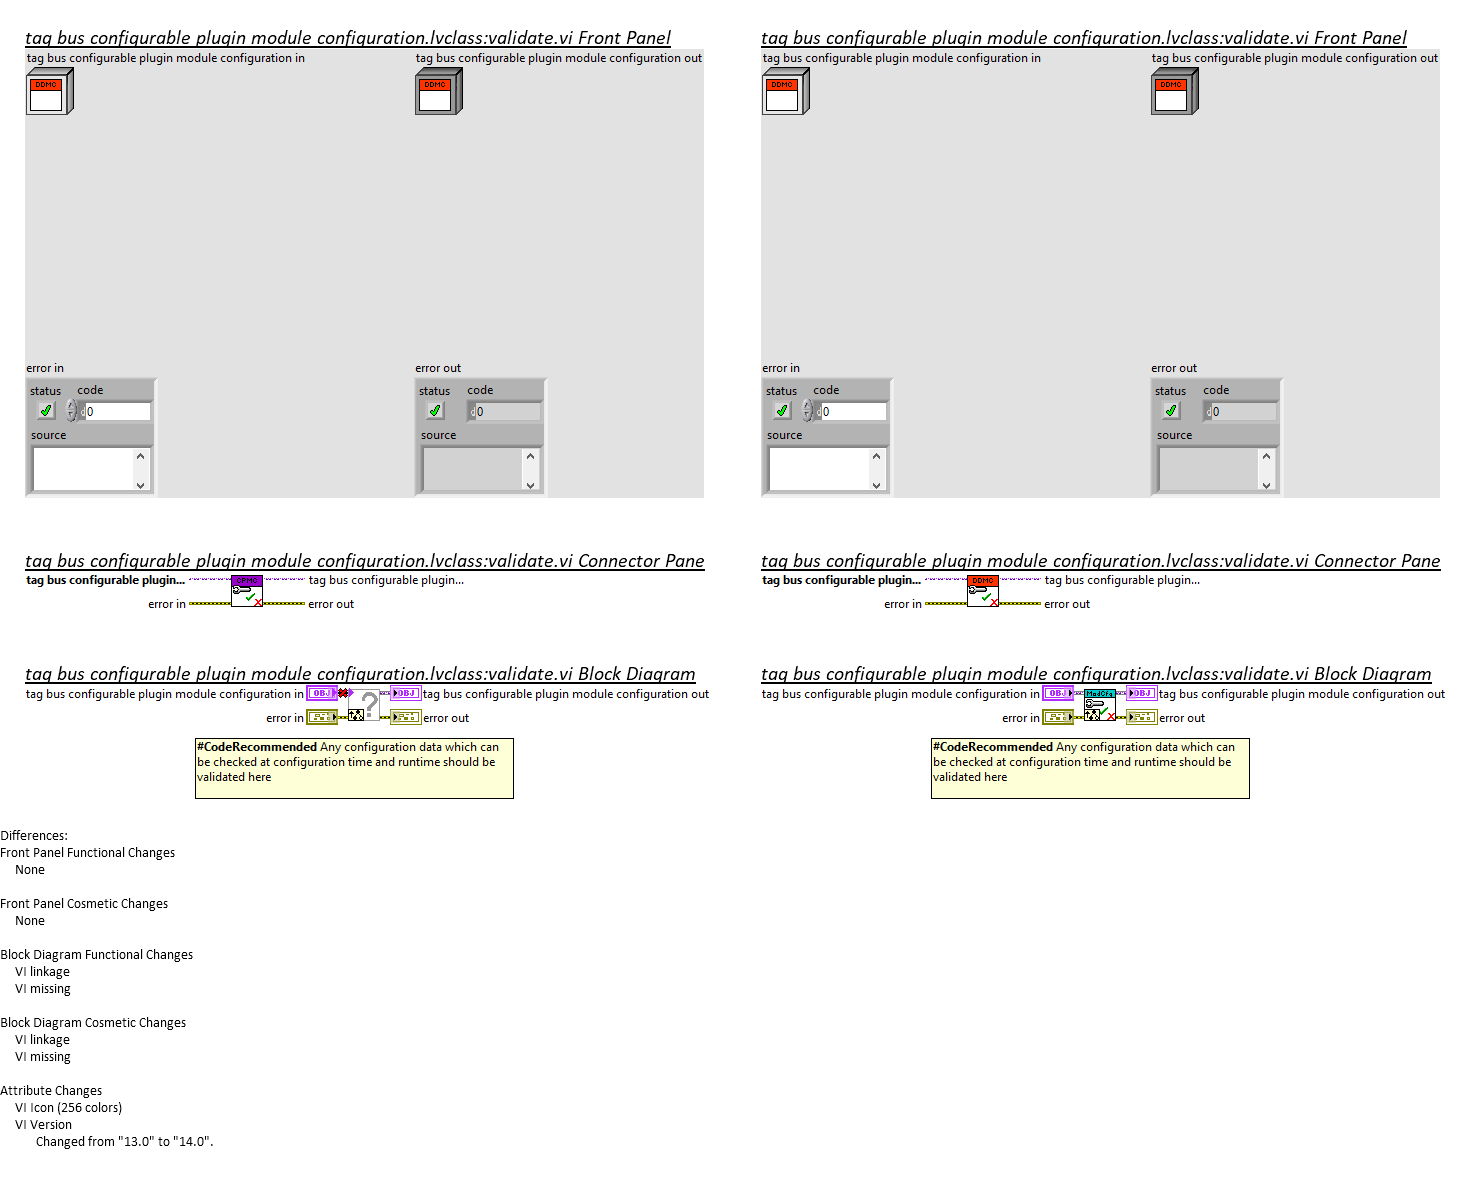 tag bus configurable plugin module configuration.lvclass:validate.vi Front Panel
tag bus configurable plugin module configuration in
tag bus configurable plugin module configuration out
DDMC
DDMC
error in
error out
status
code
status
code
d0
d0
source
source
tag bus configurable plugin module configuration.lvclass:validate.vi Front Panel
tag bus configurable plugin module configuration in
tag bus configurable plugin module configuration out
DDMC
DDMC
error in
error out
status
code
status
code
d0
d0
source
source
tag bus configurable plugin module configuration.lvclass:validate.vi Connector Pane
tag bus configurable plugin...
CPMC
tag bus configurable plugin...
error in
error out
tag bus configurable plugin module configuration.lvclass:validate.vi Connector Pane
tag bus configurable plugin...
DDMC
tag bus configurable plugin...
error in
error out
tag bus configurable plugin module configuration.lvclass:validate.vi Block Diagram
tag bus configurable plugin module configuration in
OBJ
?
OBJ
tag bus configurable plugin module configuration out
error in
error out
#CodeRecommended Any configuration data which can
be checked at configuration time and runtime should be
validated here
tag bus configurable plugin module configuration.lvclass:validate.vi Block Diagram
tag bus configurable plugin module configuration in
OBJ
ModCfg
OBJ
tag bus configurable plugin module configuration out
error in
error out
#CodeRecommended Any configuration data which can
be checked at configuration time and runtime should be
validated here
Differences:
Front Panel Functional Changes
None
Front Panel Cosmetic Changes
None
Block Diagram Functional Changes
VI linkage
VI missing
Block Diagram Cosmetic Changes
VI linkage
VI missing
Attribute Changes
VI Icon (256 colors)
VI Version
Changed from "13.0" to "14.0".